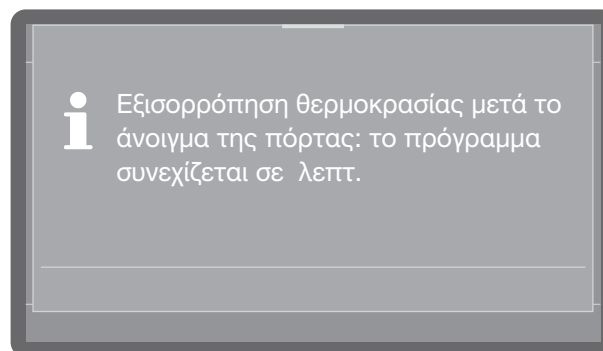 Εξισορρόπηση θερμοκρασίας μετά το
άνοιγμα της πόρτας: το πρόγραμμα
συνεχίζεται σε λεπτ.